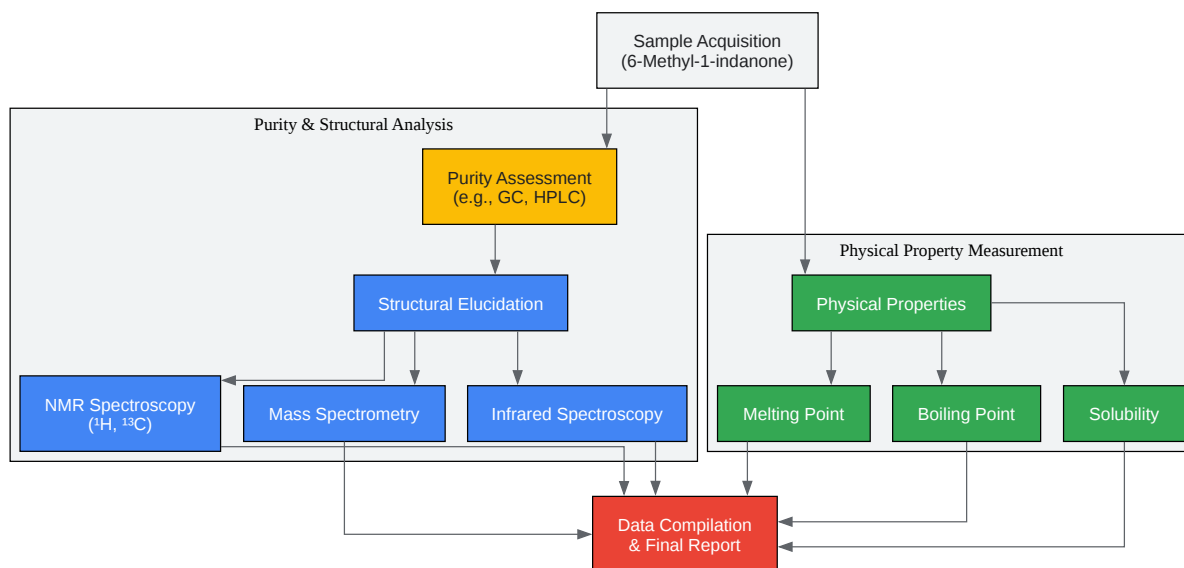 Sample Acquisition
(6-Methyl-1-indanone)
Purity & Structural Analysis
Purity Assessment
(e.g., GC, HPLC)
Structural Elucidation
NMR Spectroscopy
(¹H, ¹³C)
Mass Spectrometry
Infrared Spectroscopy
Physical Property Measurement
Physical Properties
Melting Point
Boiling Point
Solubility
Data Compilation
& Final Report